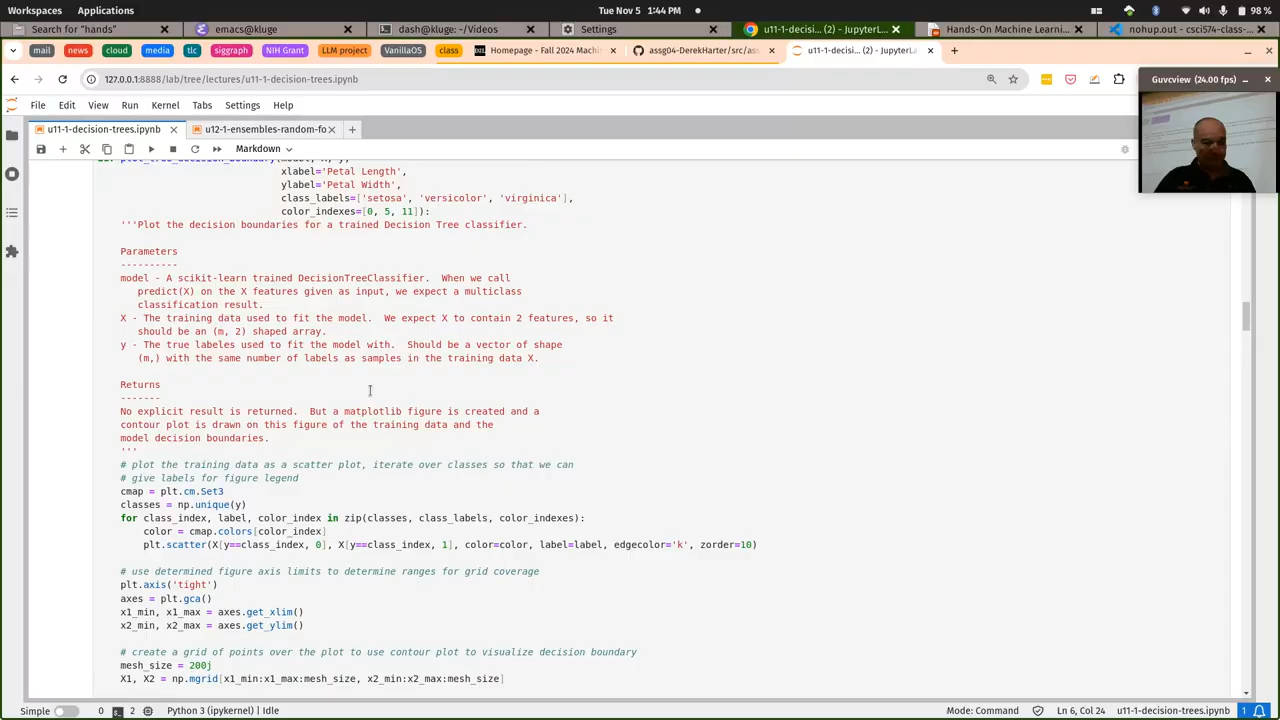 Workspaces Applications Tue Nov 5 1:44 PM 98 %
Search for "hands" emacs@kluge dash@kluge: ~/Videos Settings u11-1-decisi... (2) - JupyterL... Hands-On Machine Learni... nohup.out - csci574-class-...
mail news cloud media tlc siggraph NIH Grant LLM project VanillaOS class Homepage - Fall 2024 Machin assg04-DerekHarter/src/ass u11-1-decisi... (2) - JupyterL
127.0.0.1:8888/lab/tree/lectures/u11-1-decision-trees.ipynb
Guvcview (24.00 fps)
File Edit View Run Kernel Tabs Settings Help
u11-1-decision-trees.ipynb u12-1-ensembles-random-fo
Markdown
xlabel='Petal Length',
ylabel='Petal Width',
class_labels=['setosa', 'versicolor', 'virginica'],
color_indexes=[0, 5, 11]):
'''Plot the decision boundaries for a trained Decision Tree classifier.
Parameters
----------
model - A scikit-learn trained DecisionTreeClassifier.  When we call
predict(X) on the X features given as input, we expect a multiclass
classification result.
X - The training data used to fit the model.  We expect X to contain 2 features, so it
should be an (m, 2) shaped array.
y - The true labeles used to fit the model with.  Should be a vector of shape
(m,) with the same number of labels as samples in the training data X.
Returns
-------
No explicit result is returned.  But a matplotlib figure is created and a
contour plot is drawn on this figure of the training data and the
model decision boundaries.
'''
# plot the training data as a scatter plot, iterate over classes so that we can
# give labels for figure legend
cmap = plt.cm.Set3
classes = np.unique(y)
for class_index, label, color_index in zip(classes, class_labels, color_indexes):
color = cmap.colors[color_index]
plt.scatter(X[y==class_index, 0], X[y==class_index, 1], color=color, label=label, edgecolor='k', zorder=10)
# use determined figure axis limits to determine ranges for grid coverage
plt.axis('tight')
axes = plt.gca()
x1_min, x1_max = axes.get_xlim()
x2_min, x2_max = axes.get_ylim()
# create a grid of points over the plot to use contour plot to visualize decision boundary
mesh_size = 200j
X1, X2 = np.mgrid[x1_min:x1_max:mesh_size, x2_min:x2_max:mesh_size]
Simple 0 2 Python 3 (ipykernel) | Idle Mode: Command Ln 6, Col 24 u11-1-decision-trees.ipynb 1